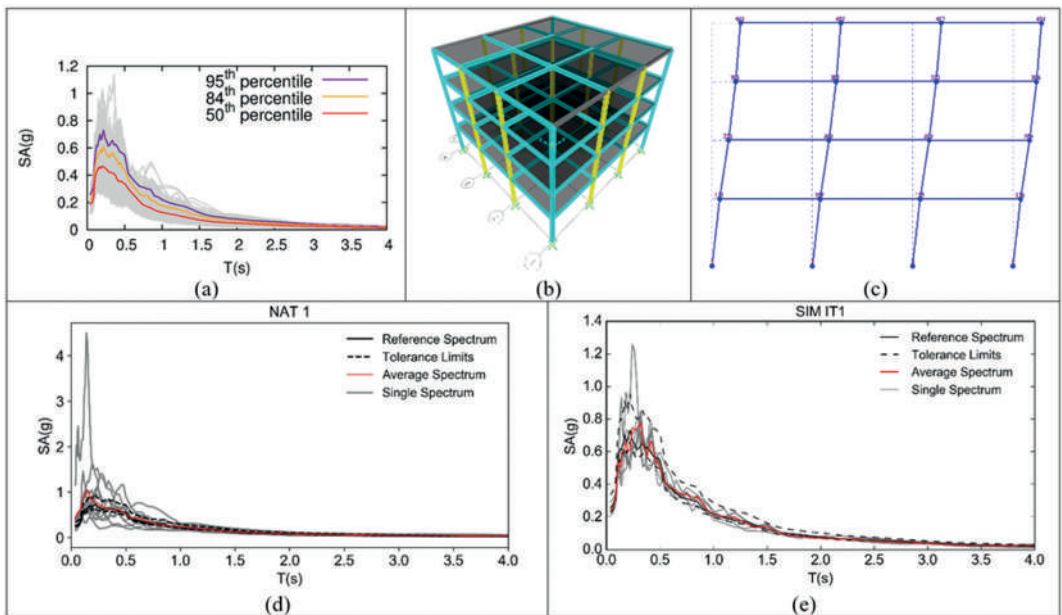 1.2
1
0.8
0.6
0.4
0.2
0
SA(g)
95th percentile
84th percentile
50th percentile
0 0.5 1 1.5 2 2.5 3 3.5 4
T(s)
(a)
(b)
(c)
NAT 1
4
3
2
1
0
SA(g)
Reference Spectrum
Tolerance Limits
Average Spectrum
Single Spectrum
0.0 0.5 1.0 1.5 2.0 2.5 3.0 3.5 4.0
T(s)
(d)
SIM IT1
1.4
1.2
1.0
0.8
0.6
0.4
0.2
0.0
SA(g)
Reference Spectrum
Tolerance Limits
Average Spectrum
Single Spectrum
0.0 0.5 1.0 1.5 2.0 2.5 3.0 3.5 4.0
T(s)
(e)